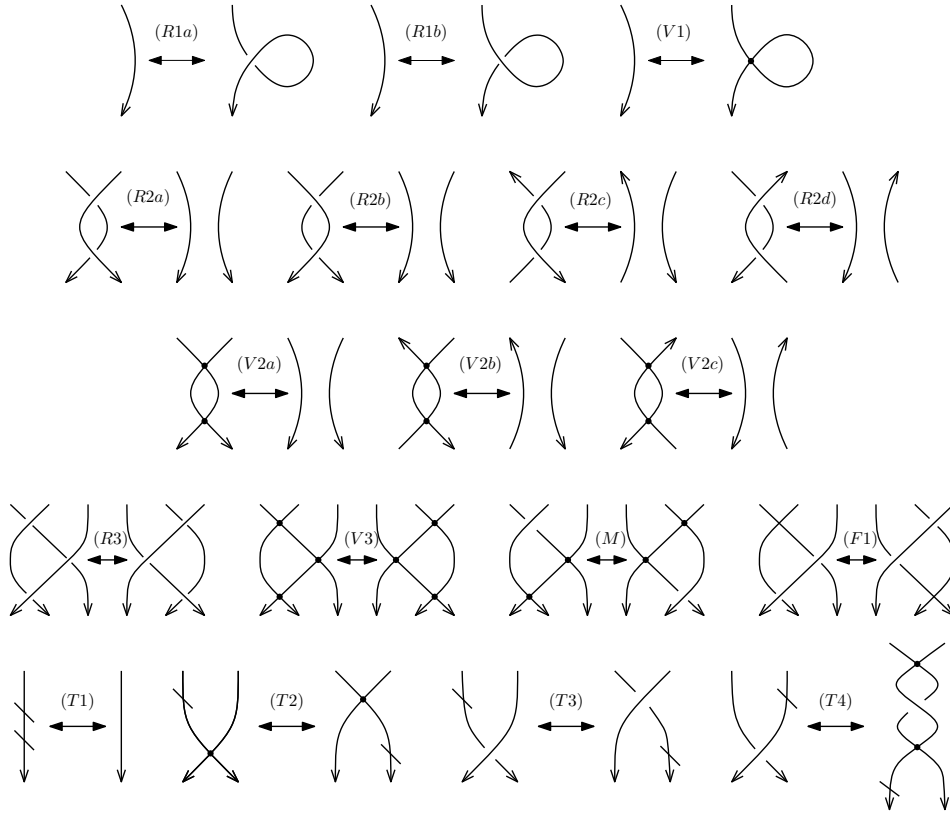 (R1a) (R1b) (V1)
(R2a) (R2b) (R2c) (R2d)
(V2a) (V2b) (V2c)
(R3) (V3) (M) (F1)
(T1) (T2) (T3) (T4)